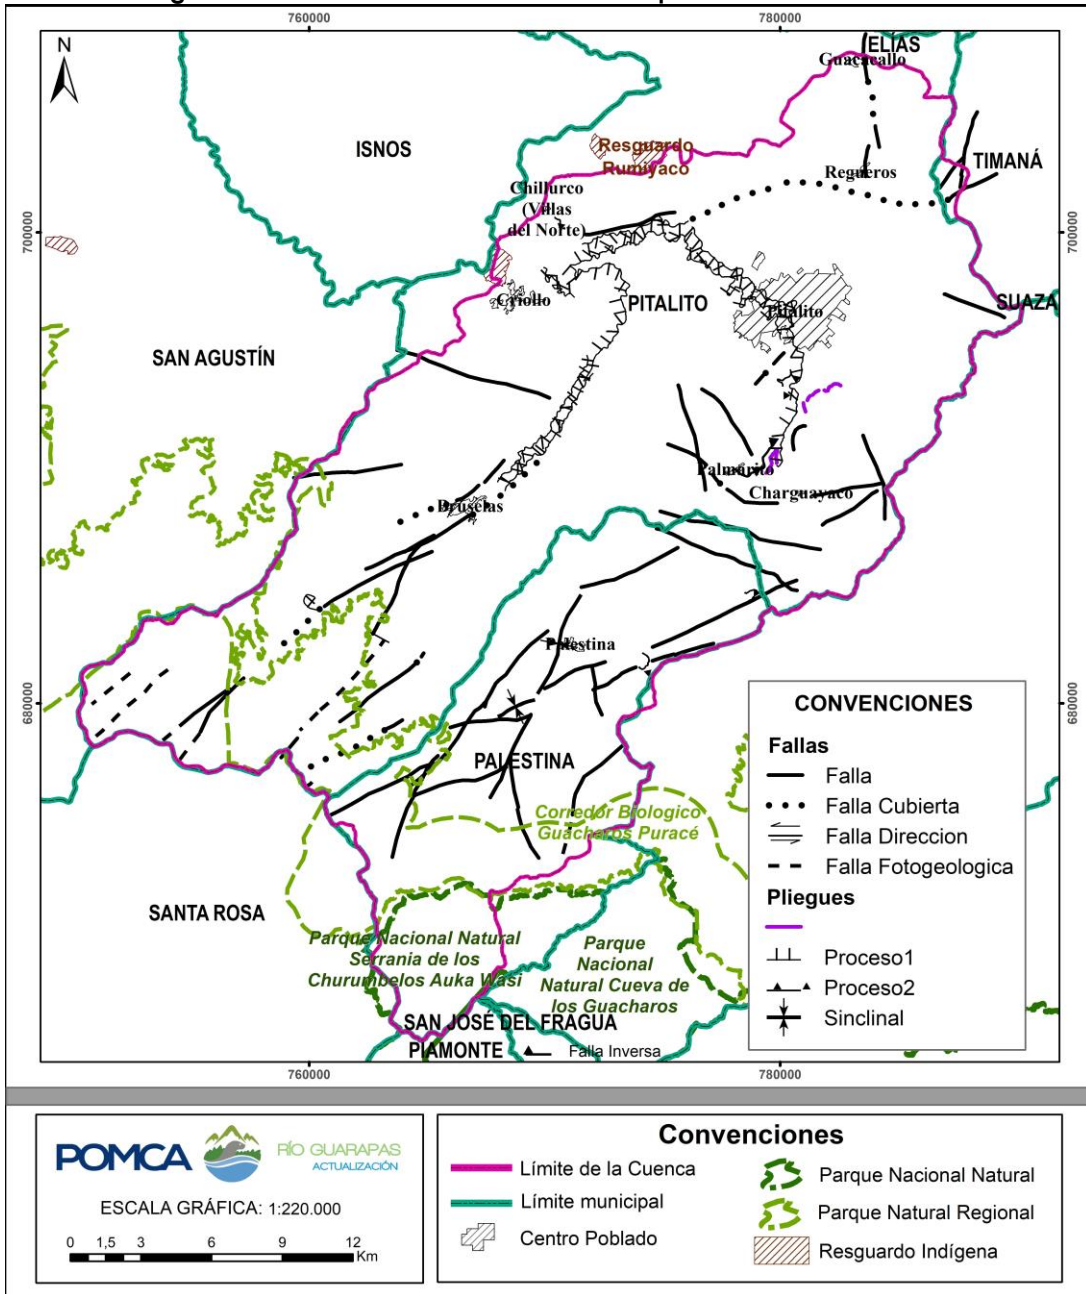 760000
780000
N
ELÍAS
Guacacallo
ISNOS
Resguardo
Rumiyaco
TIMANÁ
Regueros
Chillurco
(Villas
del Norte)
700000
700000
Criollo
PITALITO
Pitalito
SUAZA
SAN AGUSTÍN
Palmarito
Charguayaco
Bruselas
Palestina
680000
680000
PALESTINA
Corredor Biologico
Guacharos Puracé
SANTA ROSA
Parque Nacional Natural
Serrania de los
Churumbelos Auka Wasi
Parque
Nacional
Natural Cueva de
los Guacharos
SAN JOSÉ DEL FRAGUA
PIAMONTE
Falla Inversa
CONVENCIONES
Fallas
Falla
Falla Cubierta
Falla Direccion
Falla Fotogeologica
Pliegues
Proceso1
Proceso2
Sinclinal
760000
780000
POMCA
RÍO GUARAPAS
ACTUALIZACIÓN
ESCALA GRÁFICA: 1:220.000
0 1,5 3 6 9 12
Km
Convenciones
Límite de la Cuenca
Límite municipal
Centro Poblado
Parque Nacional Natural
Parque Natural Regional
Resguardo Indígena